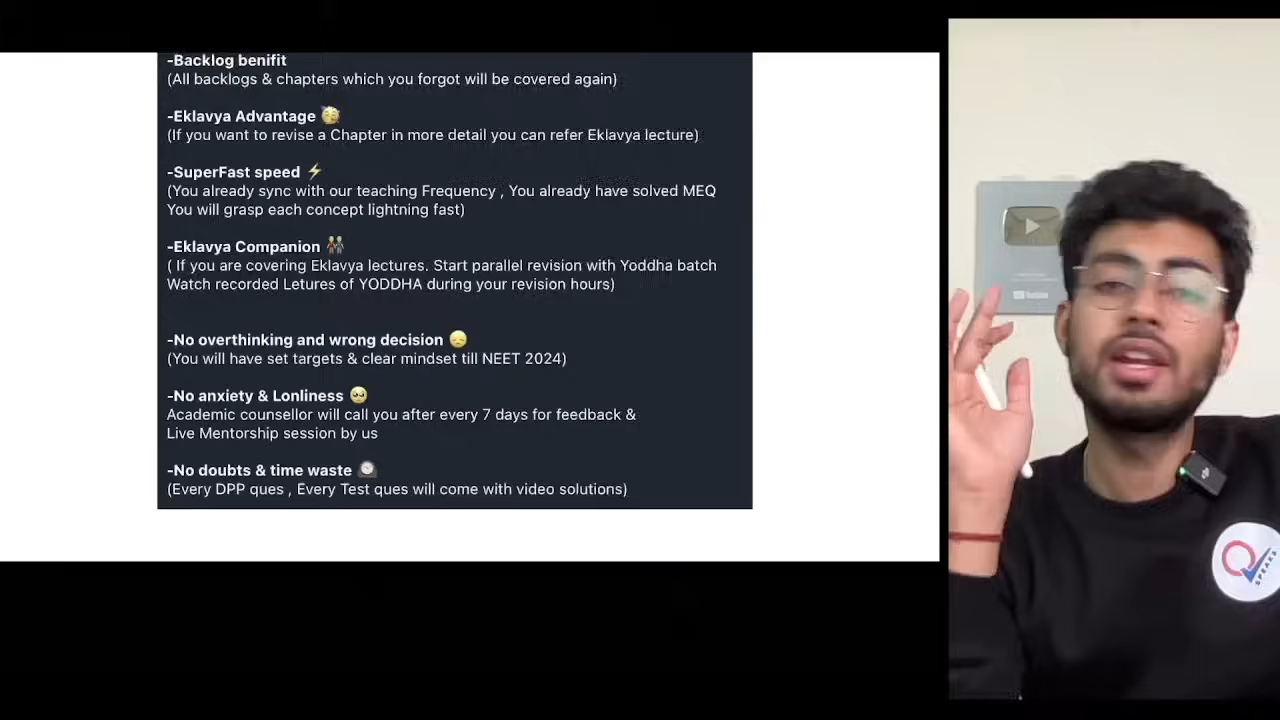 -Backlog benifit
(All backlogs & chapters which you forgot will be covered again)
-Eklavya Advantage 🥳
(If you want to revise a Chapter in more detail you can refer Eklavya lecture)
-SuperFast speed ⚡
(You already sync with our teaching Frequency , You already have solved MEQ
You will grasp each concept lightning fast)
-Eklavya Companion 👬
( If you are covering Eklavya lectures. Start parallel revision with Yoddha batch
Watch recorded Letures of YODDHA during your revision hours)
-No overthinking and wrong decision 😞
(You will have set targets & clear mindset till NEET 2024)
-No anxiety & Lonliness 🥺
Academic counsellor will call you after every 7 days for feedback &
Live Mentorship session by us
-No doubts & time waste 🕰️
(Every DPP ques , Every Test ques will come with video solutions)
SPEAKS